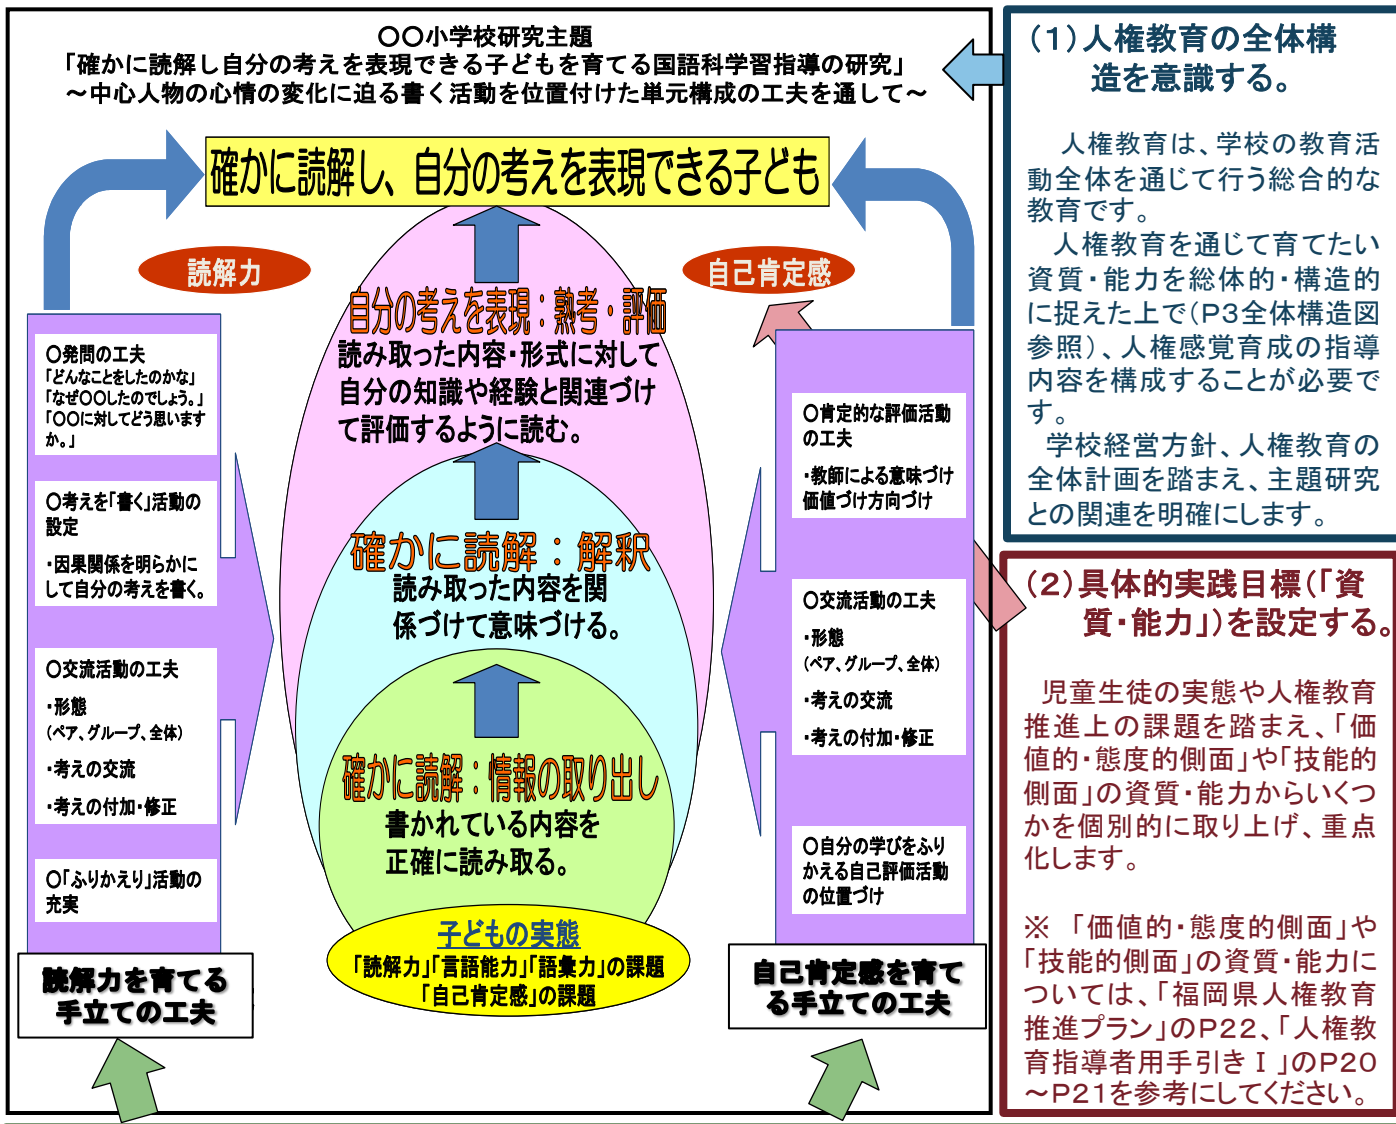 〇〇小学校研究主題
「確かに読解し自分の考えを表現できる子どもを育てる国語科学習指導の研究」
～中心人物の心情の変化に迫る書く活動を位置付けた単元構成の工夫を通して～
確かに読解し、自分の考えを表現できる子ども
読解力
自己肯定感
〇発問の工夫
「どんなことをしたのかな」
「なぜ〇〇したのでしょう。」
「〇〇に対してどう思います
か。」
〇考えを「書く」活動の
設定
・因果関係を明らかに
して自分の考えを書く。
〇交流活動の工夫
・形態
(ペア、グループ、全体)
・考えの交流
・考えの付加・修正
〇「ふりかえり」活動の
充実
読解力を育てる
手立ての工夫
自分の考えを表現：熟考・評価
読み取った内容・形式に対して
自分の知識や経験と関連づけ
て評価するように読む。
確かに読解：解釈
読み取った内容を関
係づけて意味づける。
確かに読解：情報の取り出し
書かれている内容を
正確に読み取る。
子どもの実態
「読解力」「言語能力」「語彙力」の課題
「自己肯定感」の課題
〇肯定的な評価活動
の工夫
・教師による意味づけ
価値づけ方向づけ
〇交流活動の工夫
・形態
(ペア、グループ、全体)
・考えの交流
・考えの付加・修正
〇自分の学びをふり
かえる自己評価活動
の位置づけ
自己肯定感を育て
る手立ての工夫
(1)人権教育の全体構
造を意識する。
人権教育は、学校の教育活
動全体を通じて行う総合的な
教育です。
人権教育を通じて育てたい
資質・能力を総体的・構造的
に捉えた上で(P3全体構造図
参照)、人権感覚育成の指導
内容を構成することが必要で
す。
学校経営方針、人権教育の
全体計画を踏まえ、主題研究
との関連を明確にします。
(2)具体的実践目標(「資
質・能力」)を設定する。
児童生徒の実態や人権教育
推進上の課題を踏まえ、「価
値的・態度的側面」や「技能的
側面」の資質・能力からいくつ
かを個別的に取り上げ、重点
化します。
※　「価値的・態度的側面」や
「技能的側面」の資質・能力に
ついては、「福岡県人権教育
推進プラン」のP22、「人権教
育指導者用手引きⅠ」のP20
～P21を参考にしてください。